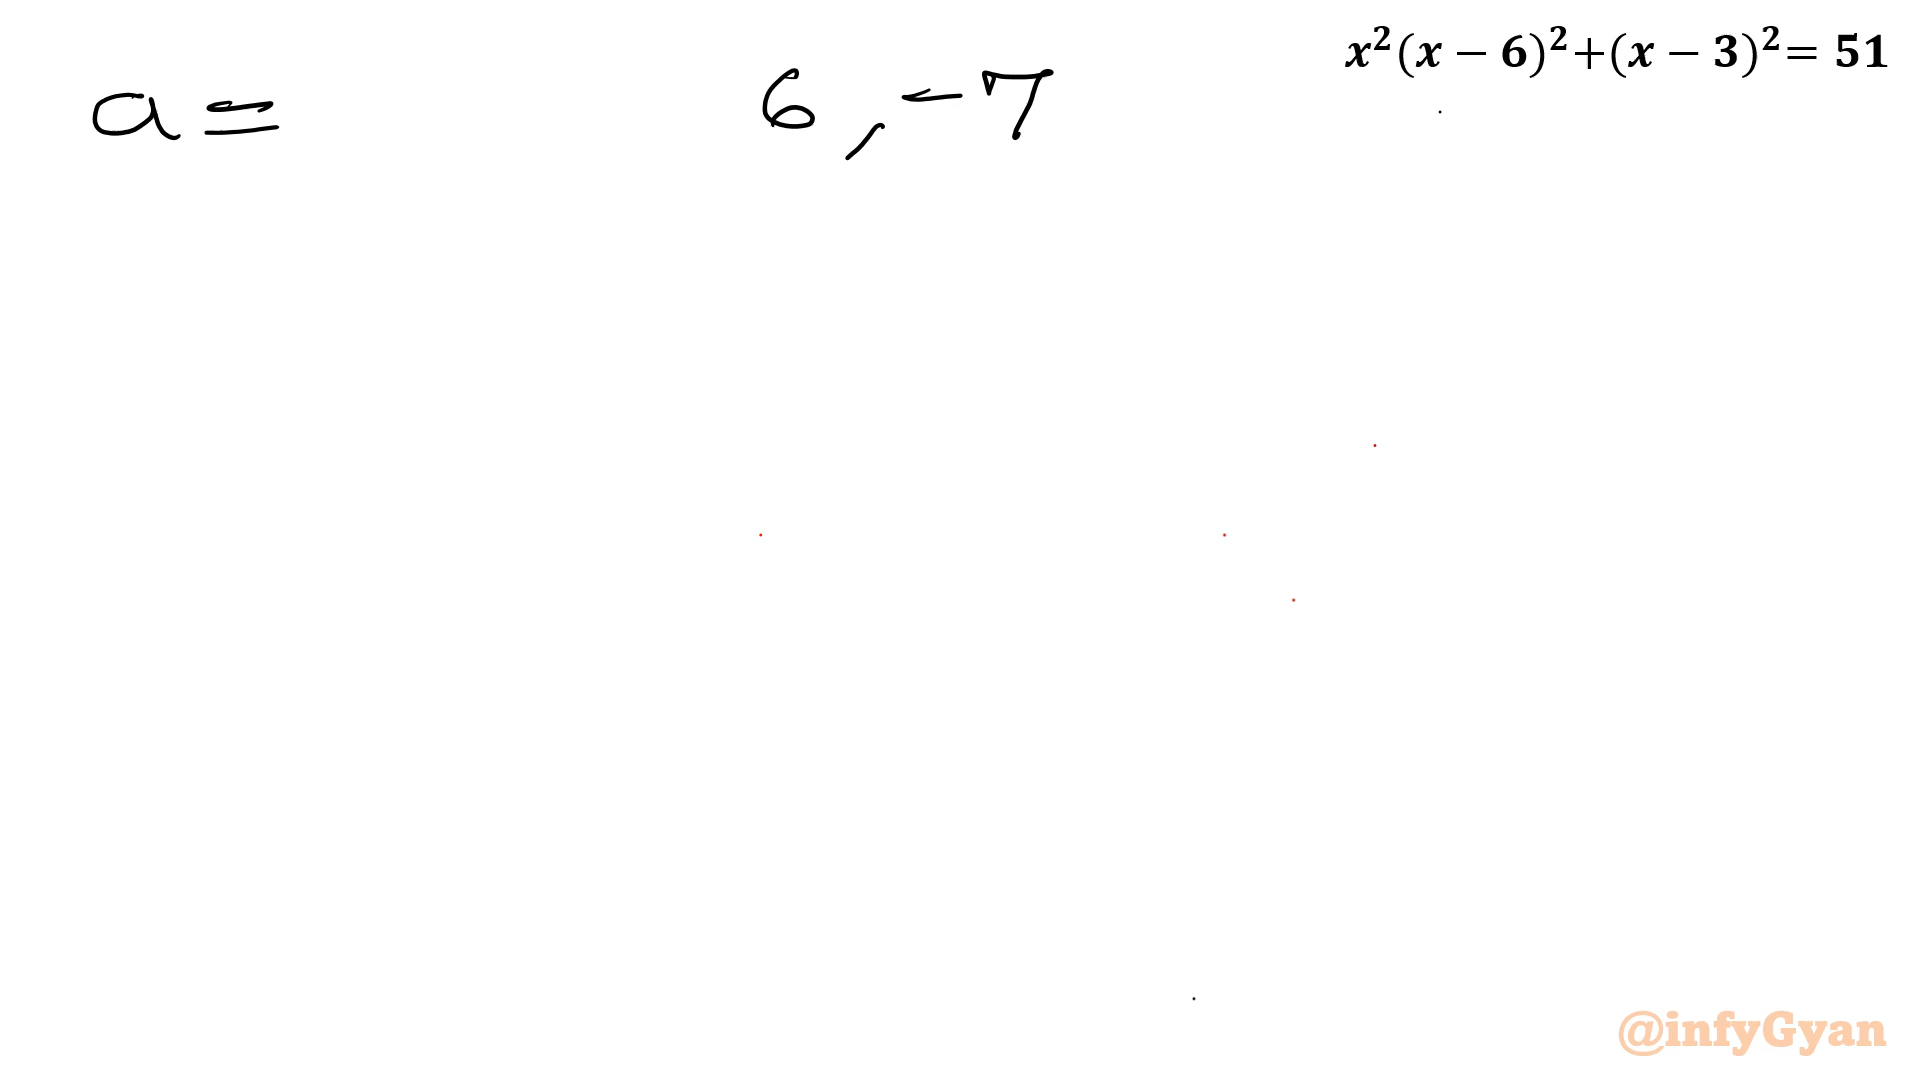 x²(x − 6)²+(x − 3)²= 51
a = 6, -7
@infyGyan